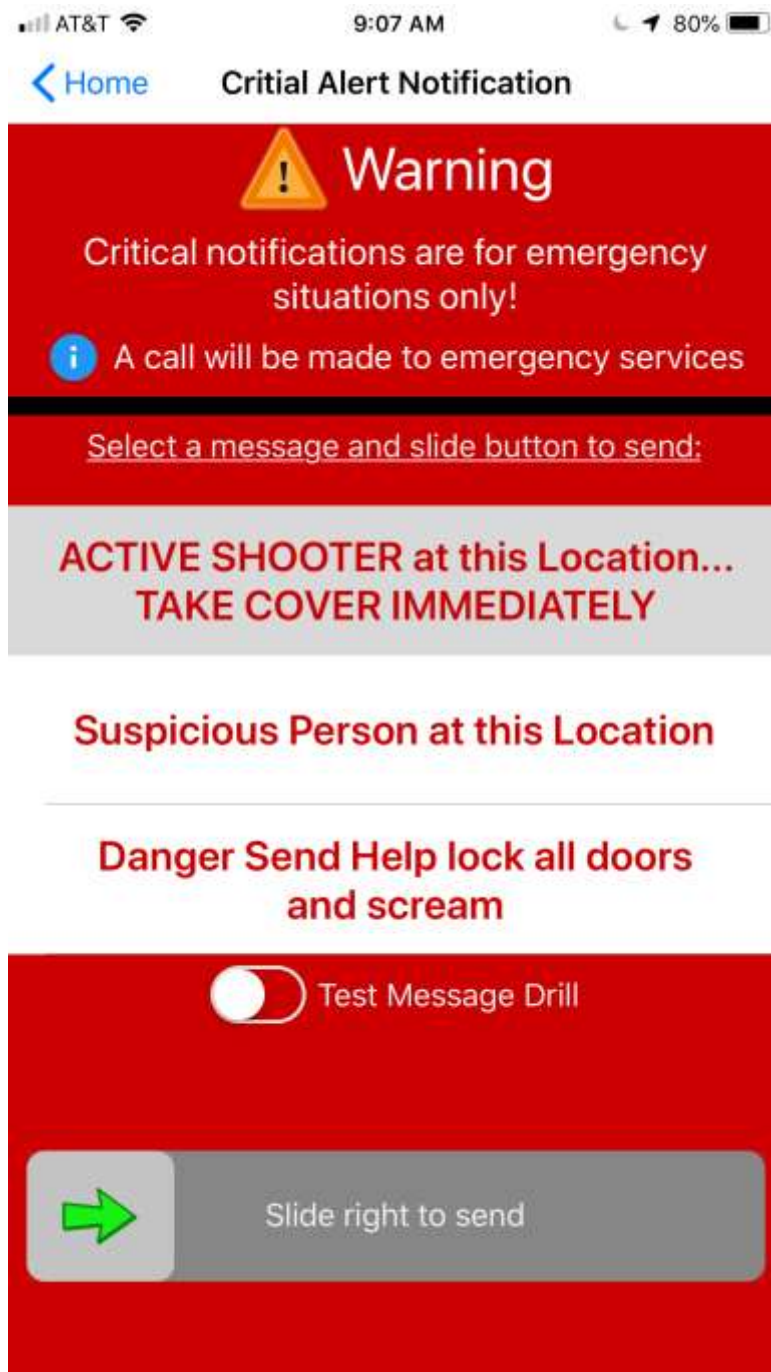 AT&T 9:07 AM 80%
Home Critial Alert Notification
! Warning
Critical notifications are for emergency
situations only!
i A call will be made to emergency services
Select a message and slide button to send:
ACTIVE SHOOTER at this Location...
TAKE COVER IMMEDIATELY
Suspicious Person at this Location
Danger Send Help lock all doors
and scream
Test Message Drill
Slide right to send